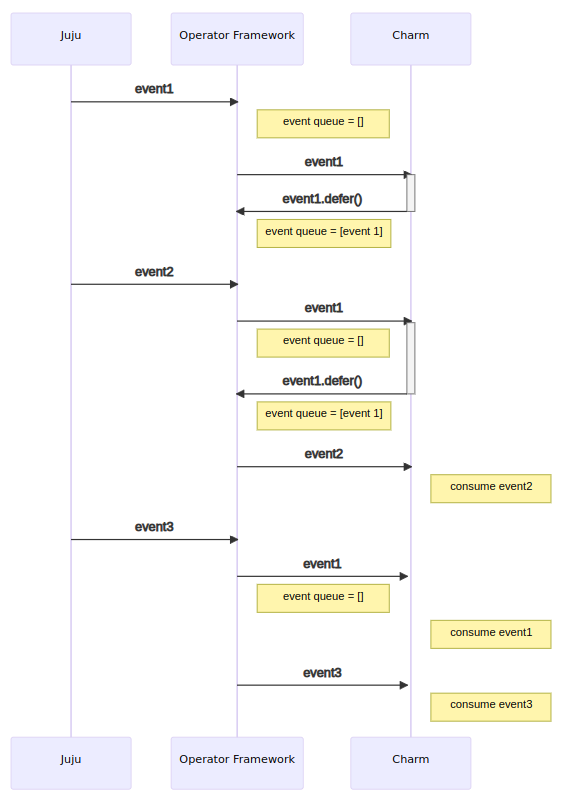 Juju
Operator Framework
Charm
event1
event queue = []
event1
event1.defer()
event queue = [event 1]
event2
event1
event queue = []
event1.defer()
event queue = [event 1]
event2
consume event2
event3
event1
event queue = []
consume event1
event3
consume event3
Juju
Operator Framework
Charm